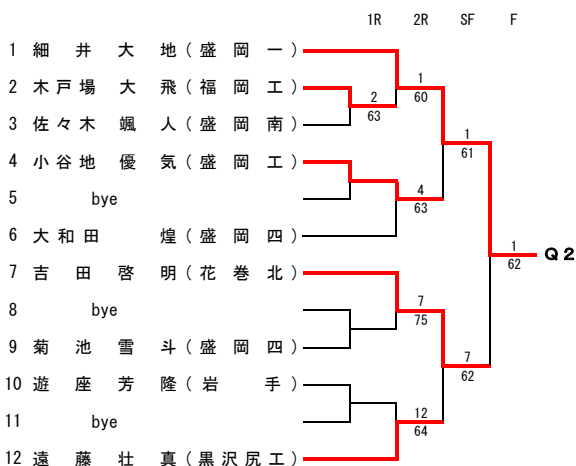 1R 2R SF F
1 細井大地(盛岡一)
1
2 木戸場大飛(福岡工)
60
2
63
3 佐々木颯人(盛岡南)
1
61
4 小谷地優気(盛岡工)
5 bye
4
63
6 大和田煌(盛岡四)
1
62
Q2
7 吉田啓明(花巻北)
8 bye
7
75
9 菊池雪斗(盛岡四)
7
62
10 遊座芳隆(岩手)
11 bye
12
64
12 遠藤壮真(黒沢尻工)